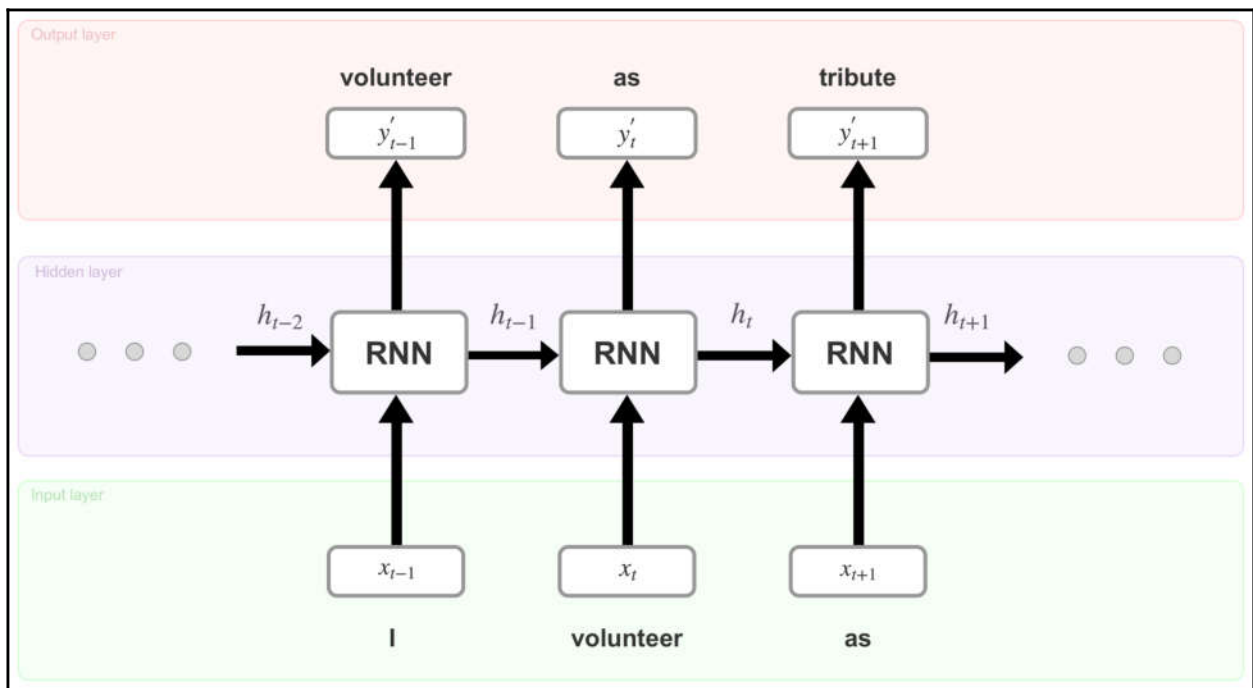 Output layer
volunteer as tribute
y′ₜ₋₁ y′ₜ y′ₜ₊₁
Hidden layer
hₜ₋₂ hₜ₋₁ hₜ hₜ₊₁
RNN RNN RNN
Input layer
xₜ₋₁ xₜ xₜ₊₁
I volunteer as